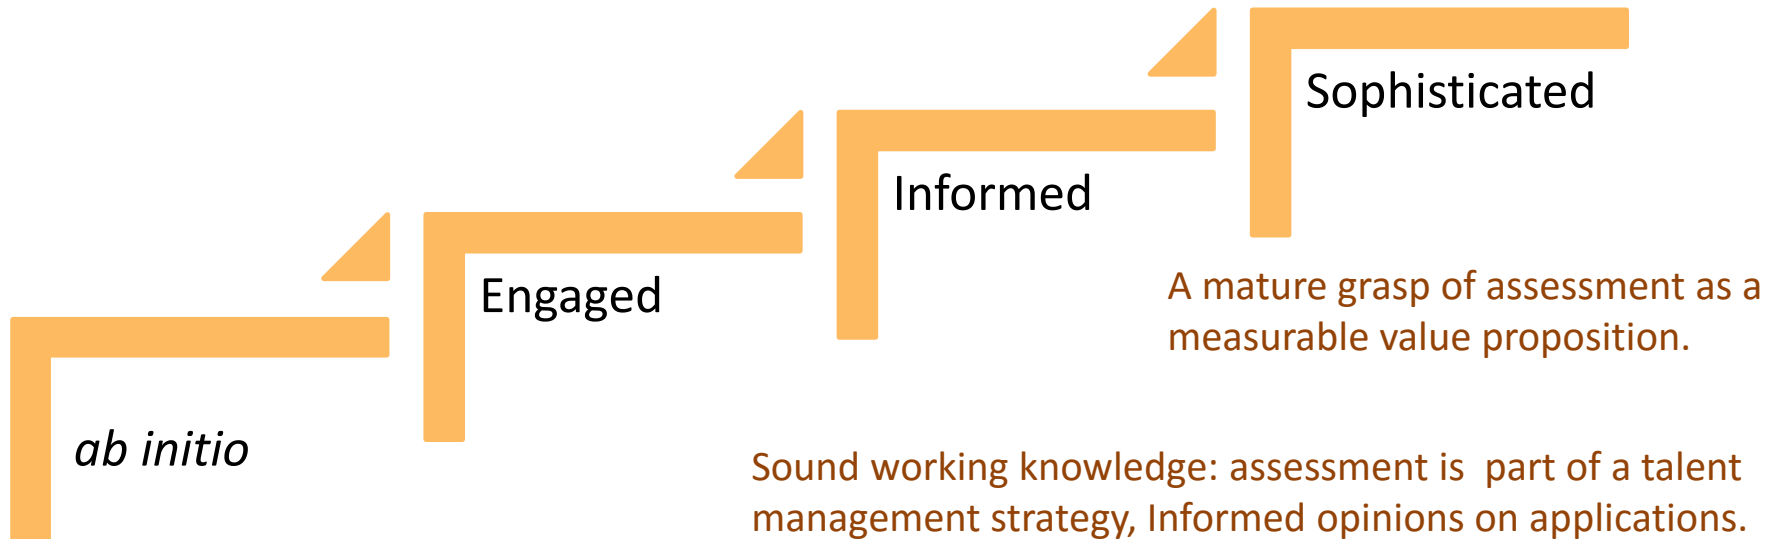 Sophisticated
Informed
Engaged
ab initio
A mature grasp of assessment as a
measurable value proposition.
Sound working knowledge: assessment is  part of a talent
management strategy, Informed opinions on applications.